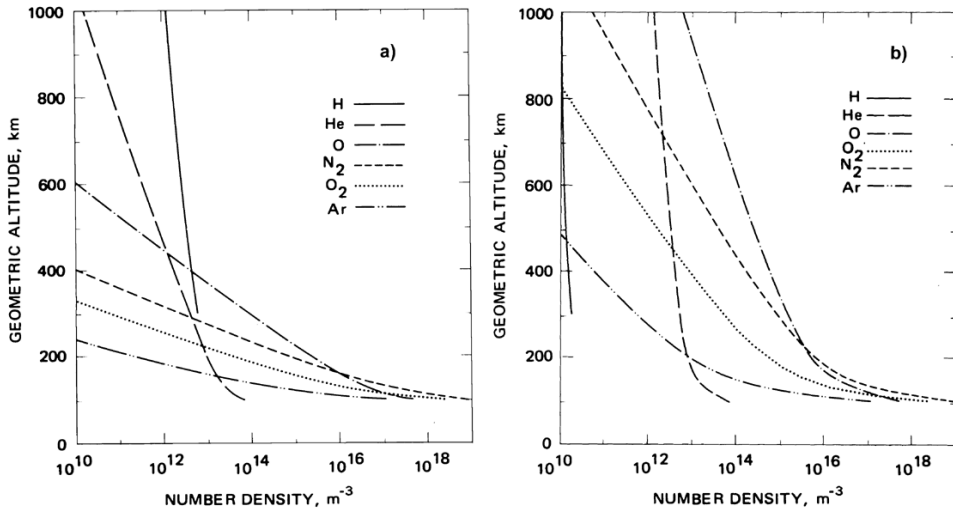 a)
1000
800
600
400
200
0
GEOMETRIC ALTITUDE, km
H
He
O
N2
O2
Ar
10^10 10^12 10^14 10^16 10^18
NUMBER DENSITY, m^-3
b)
1000
800
600
400
200
0
GEOMETRIC ALTITUDE, km
H
He
O
O2
N2
Ar
10^10 10^12 10^14 10^16 10^18
NUMBER DENSITY, m^-3